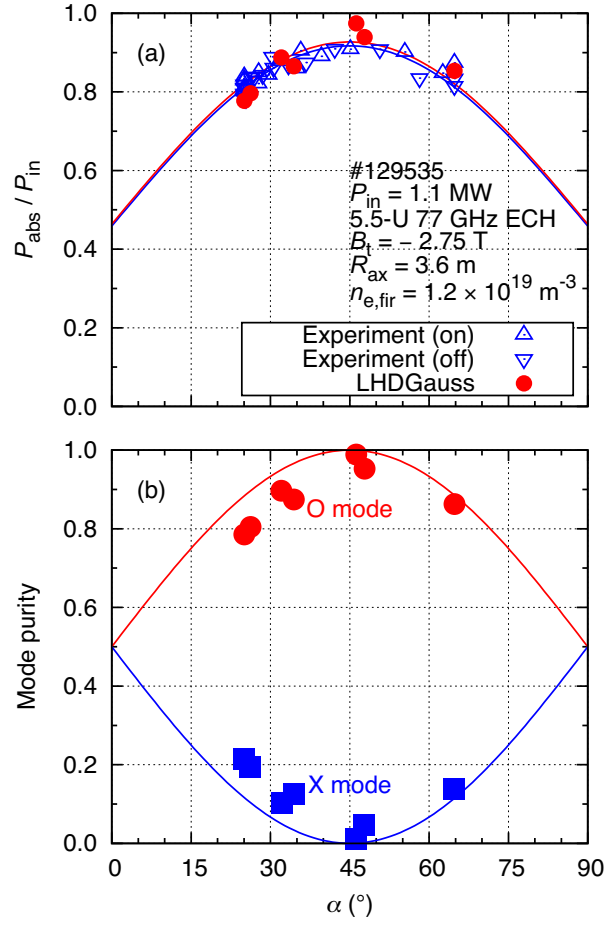 1.0
(a)
0.8
0.6
0.4
0.2
0.0
P_abs / P_in
#129535
P_in = 1.1 MW
5.5-U 77 GHz ECH
B_t = − 2.75 T
R_ax = 3.6 m
n_e,fir = 1.2 × 10^19 m^-3
Experiment (on)
Experiment (off)
LHDGauss
1.0
(b)
0.8
0.6
0.4
0.2
0.0
Mode purity
O mode
X mode
0 15 30 45 60 75 90
α (°)